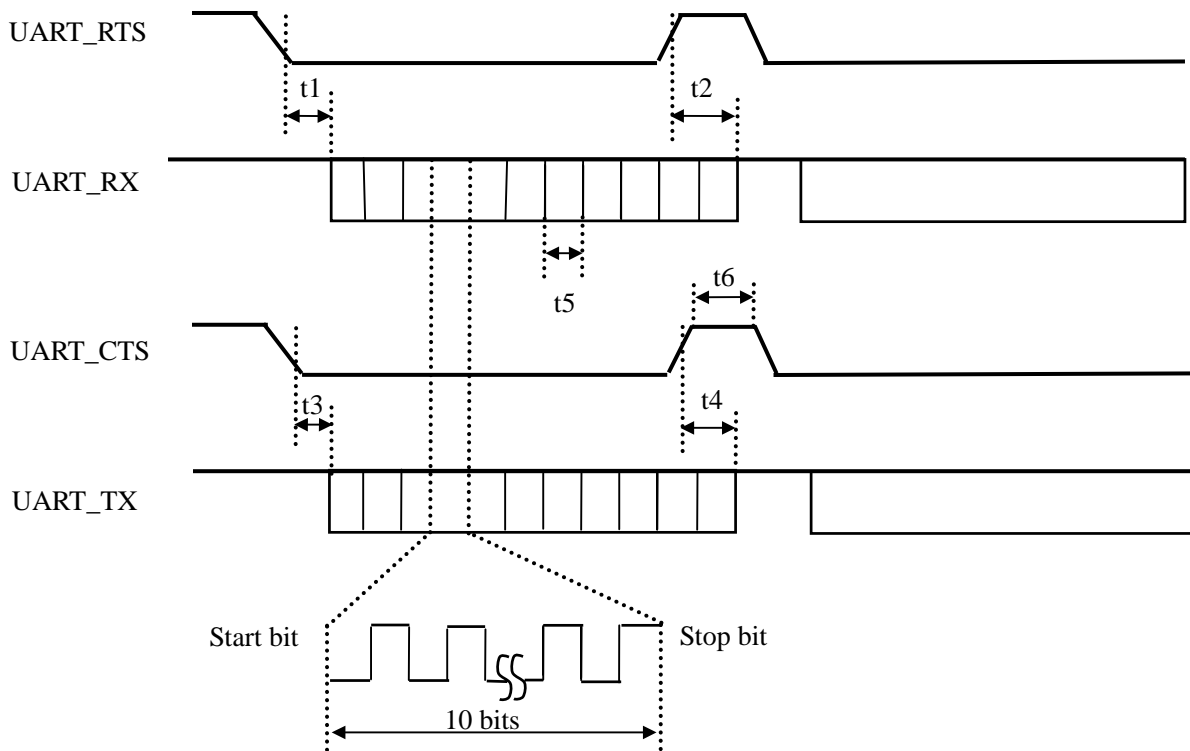 UART_RTS
t1
t2
UART_RX
t5
t6
UART_CTS
t3
t4
UART_TX
Start bit
Stop bit
10 bits